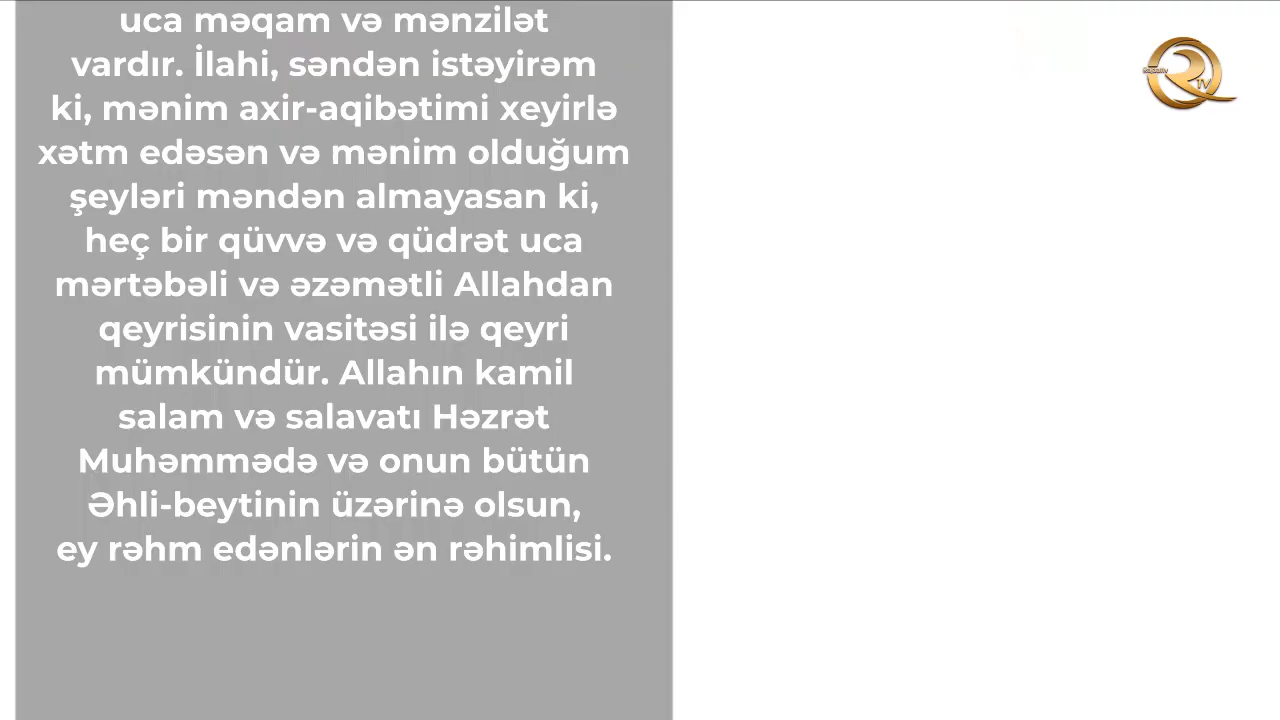 uca məqam və mənzilət
vardır. İlahi, səndən istəyirəm
ki, mənim axir-aqibətimi xeyirlə
xətm edəsən və mənim olduğum
şeyləri məndən almayasan ki,
heç bir qüvvə və qüdrət uca
mərtəbəli və əzəmətli Allahdan
qeyrisinin vasitəsi ilə qeyri
mümkündür. Allahın kamil
salam və salavatı Həzrət
Muhəmmədə və onun bütün
Əhli-beytinin üzərinə olsun,
ey rəhm edənlərin ən rəhimlisi.
TV